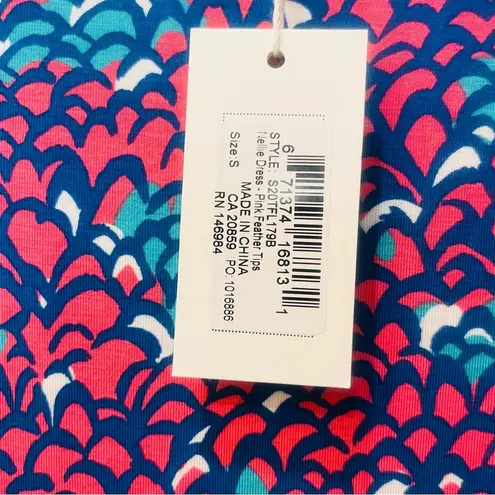 6 71374 16813 1
STYLE: S20TFL179B
Nellie Dress - Pink Feather Tips
MADE IN CHINA
CA 20859 PO: 1016886
RN 146984
Size:S